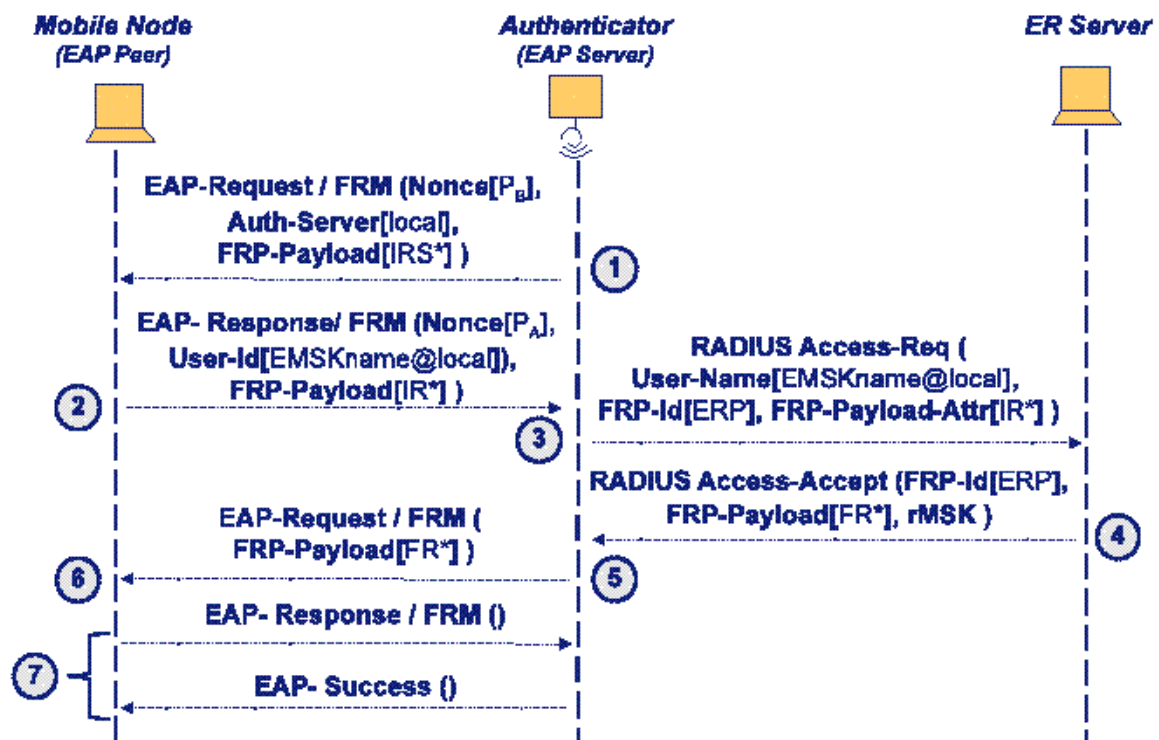 Mobile Node
(EAP Peer)
Authenticator
(EAP Server)
ER Server
EAP-Request / FRM (Nonce[P_B],
Auth-Server[local],
FRP-Payload[IRS*] )
1
EAP- Response/ FRM (Nonce[P_A],
User-Id[EMSKname@local]),
FRP-Payload[IR*] )
2
RADIUS Access-Req (
User-Name[EMSKname@local],
FRP-Id[ERP], FRP-Payload-Attr[IR*] )
3
RADIUS Access-Accept (FRP-Id[ERP],
FRP-Payload[FR*], rMSK )
4
EAP-Request / FRM (
FRP-Payload[FR*] )
5
6
EAP- Response / FRM ()
7
EAP- Success ()